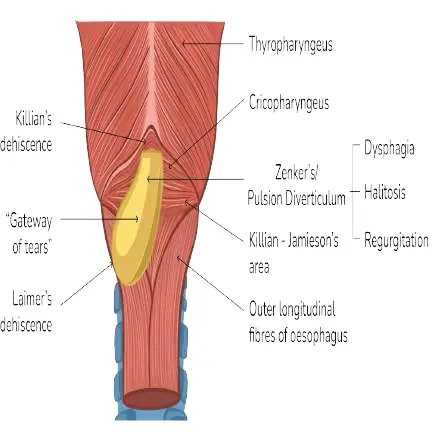 Thyropharyngeus
Cricopharyngeus
Killian's
dehiscence
Dysphagia
Zenker's/
Pulsion Diverticulum
Halitosis
"Gateway
of tears"
Killian - Jamieson's
area
Regurgitation
Laimer's
dehiscence
Outer longitudinal
fibres of oesophagus